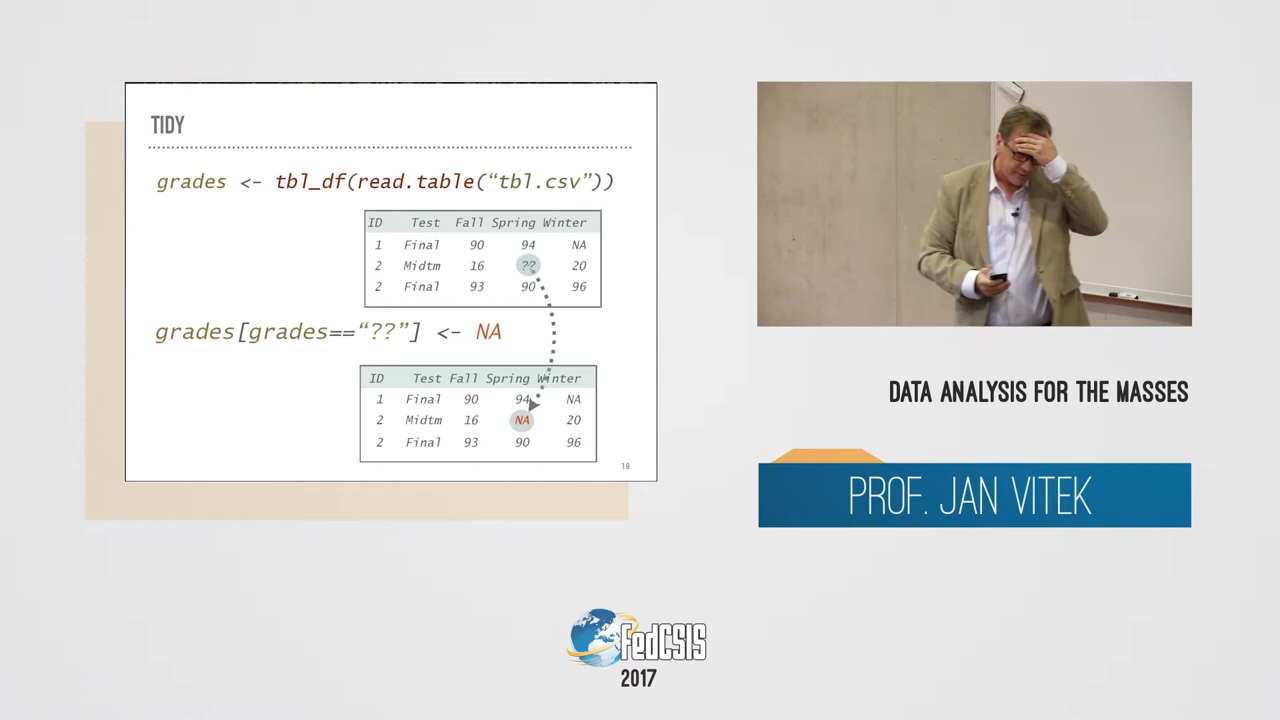 TIDY
grades <- tbl_df(read.table(“tbl.csv”))
ID Test Fall Spring Winter
1 Final 90 94 NA
2 Midtm 16 ?? 20
2 Final 93 90 96
grades[grades==“??”] <- NA
ID Test Fall Spring Winter
1 Final 90 94 NA
2 Midtm 16 NA 20
2 Final 93 90 96
19
DATA ANALYSIS FOR THE MASSES
PROF. JAN VITEK
FedCSIS
2017